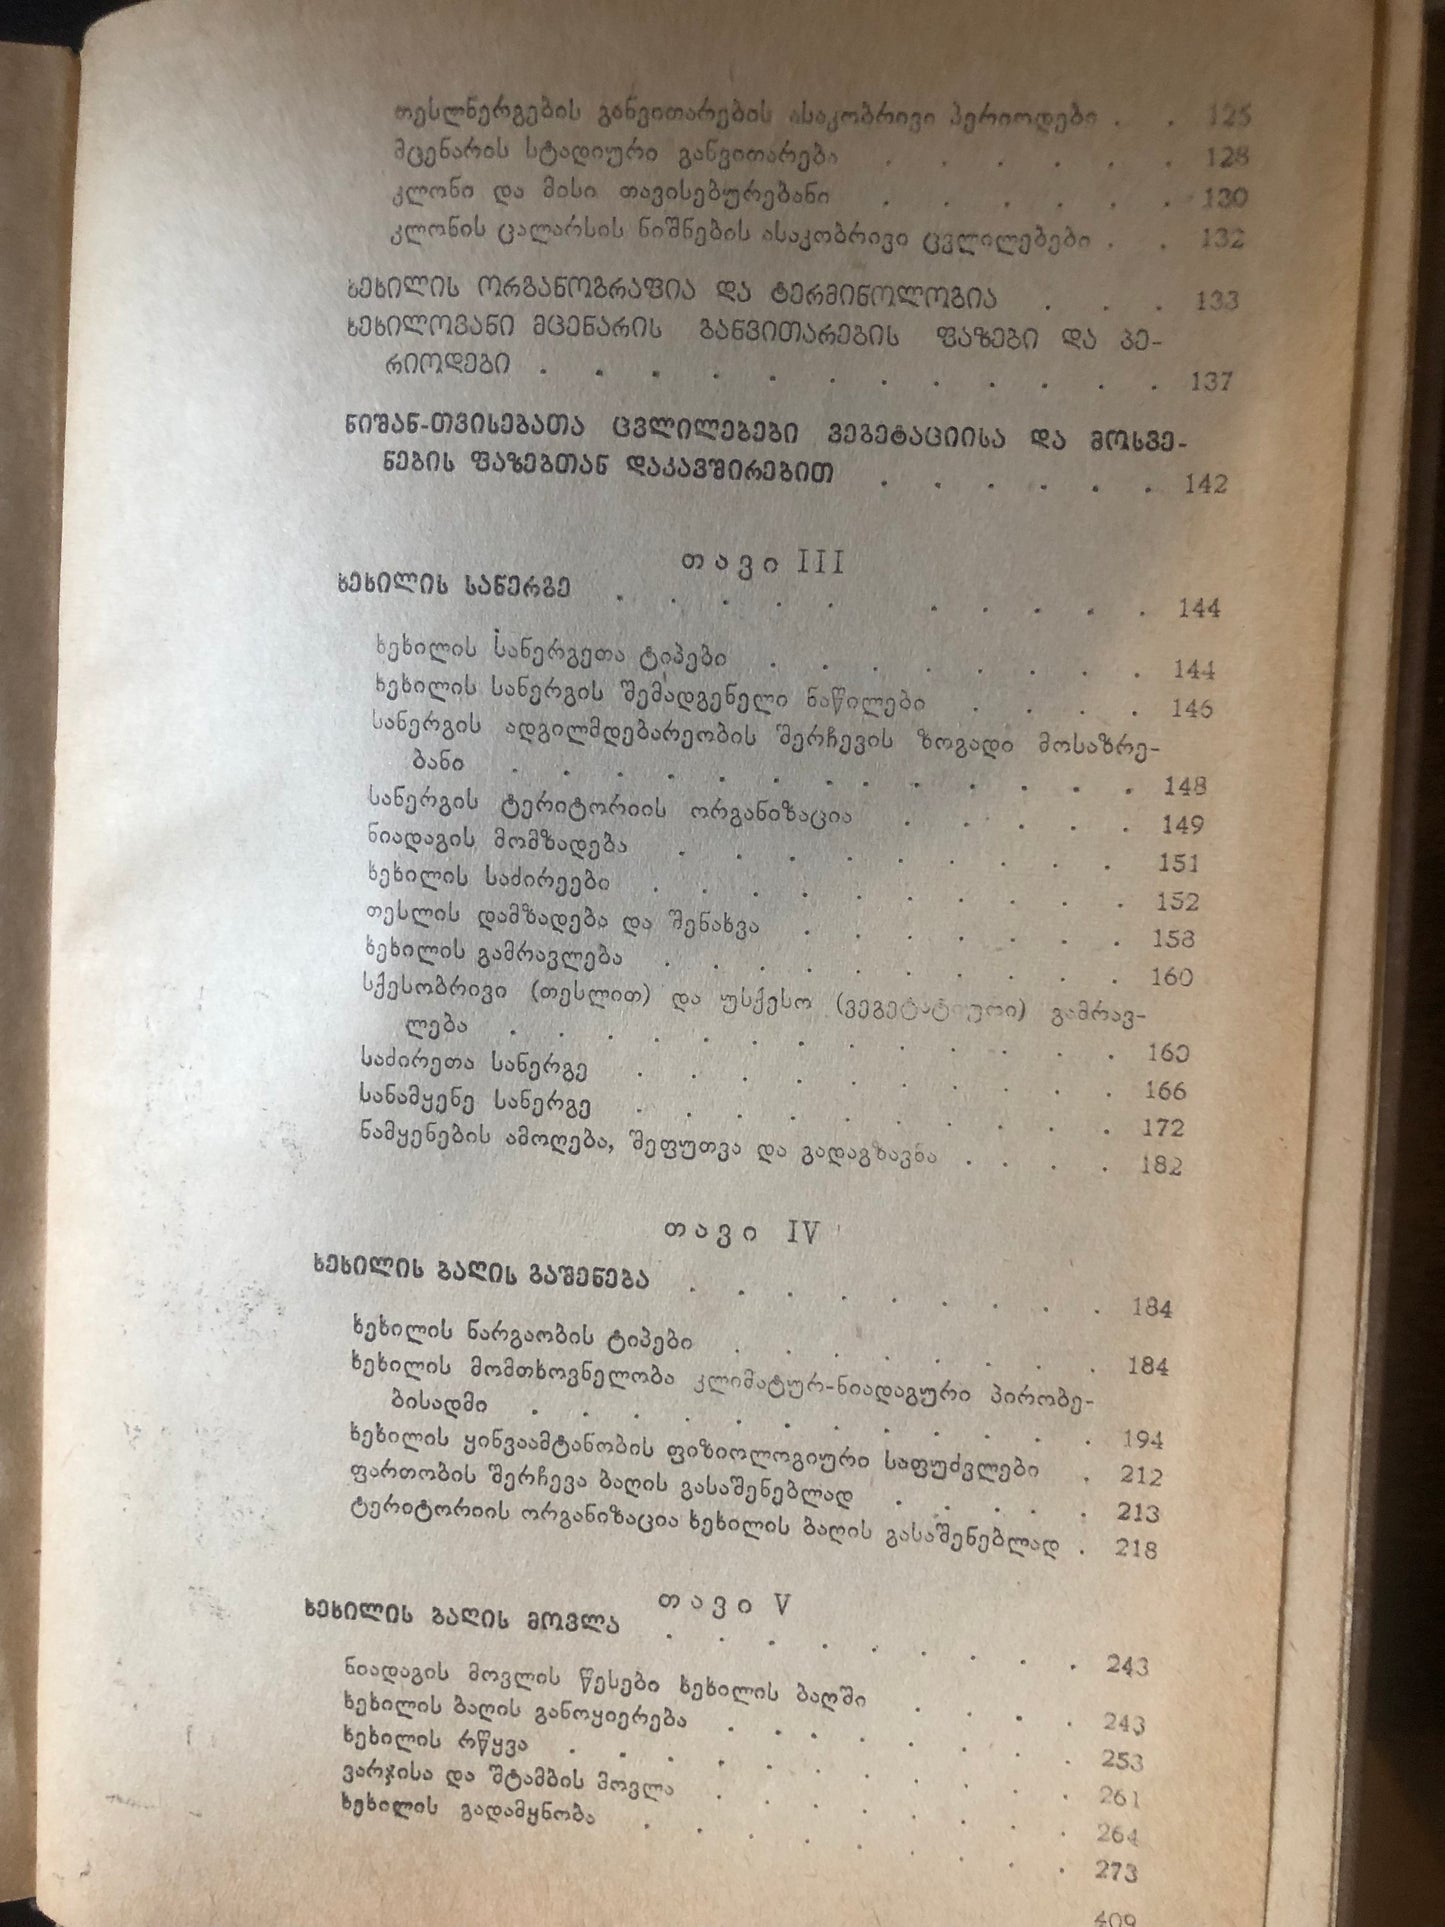 თესლნერგების განვითარების ასაკობრივი პერიოდები . . 125
მცენარის სტადიური განვითარება . . . . . . 128
კლონი და მისი თავისებურებანი . . . . . . 130
კლონის ცალარსის ნიშნების ასაკობრივი ცვლილებები . . 132
ხეხილის ორგანოგრაფია და ტერმინოლოგია . . . 133
ხეხილოვანი მცენარის განვითარების ფაზები და პე-
რიოდები . . . . . . . . . . . . 137
ნიშან-თვისებათა ცვლილებები ვეგეტაციისა და მოსვე-
ნების ფაზებთან დაკავშირებით . . . . . . 142
თავი III
ხეხილის სანერგე . . . . . . . . . . 144
ხეხილის სანერგეთა ტიპები . . . . . . . . 144
ხეხილის სანერგის შემადგენელი ნაწილები . . . . 146
სანერგის ადგილმდებარეობის შერჩევის ზოგადი მოსაზრე-
ბანი . . . . . . . . . . . . . 148
სანერგის ტერიტორიის ორგანიზაცია . . . . . 149
ნიადაგის მომზადება . . . . . . . . . 151
ხეხილის საძირეები . . . . . . . . . . 152
თესლის დამზადება და შენახვა . . . . . . . 158
ხეხილის გამრავლება . . . . . . . . . . 160
სქესობრივი (თესლით) და უსქესო (ვეგეტატიური) გამრავ-
ლება . . . . . . . . . . . . . 160
საძირეთა სანერგე . . . . . . . . . . 166
სანამყენე სანერგე . . . . . . . . . . 172
ნამყენების ამოღება, შეფუთვა და გადაგზავნა . . . . 182
თავი IV
ხეხილის ბაღის გაშენება . . . . . . . . . 184
ხეხილის ნარგაობის ტიპები . . . . . . . . 184
ხეხილის მომთხოვნელობა კლიმატურ-ნიადაგური პირობე-
ბისადმი . . . . . . . . . . . . 194
ხეხილის ყინვაამტანობის ფიზიოლოგიური საფუძვლები . 212
ფართობის შერჩევა ბაღის გასაშენებლად . . . . . 213
ტერიტორიის ორგანიზაცია ხეხილის ბაღის გასაშენებლად . 218
თავი V
ხეხილის ბაღის მოვლა . . . . . . . . . 243
ნიადაგის მოვლის წესები ხეხილის ბაღში . . . . 243
ხეხილის ბაღის განოყიერება . . . . . . . . 253
ხეხილის რწყვა . . . . . . . . . . . 261
ვარჯისა და შტამბის მოვლა . . . . . . . . 264
ხეხილის გადამყნობა . . . . . . . . . 273
409